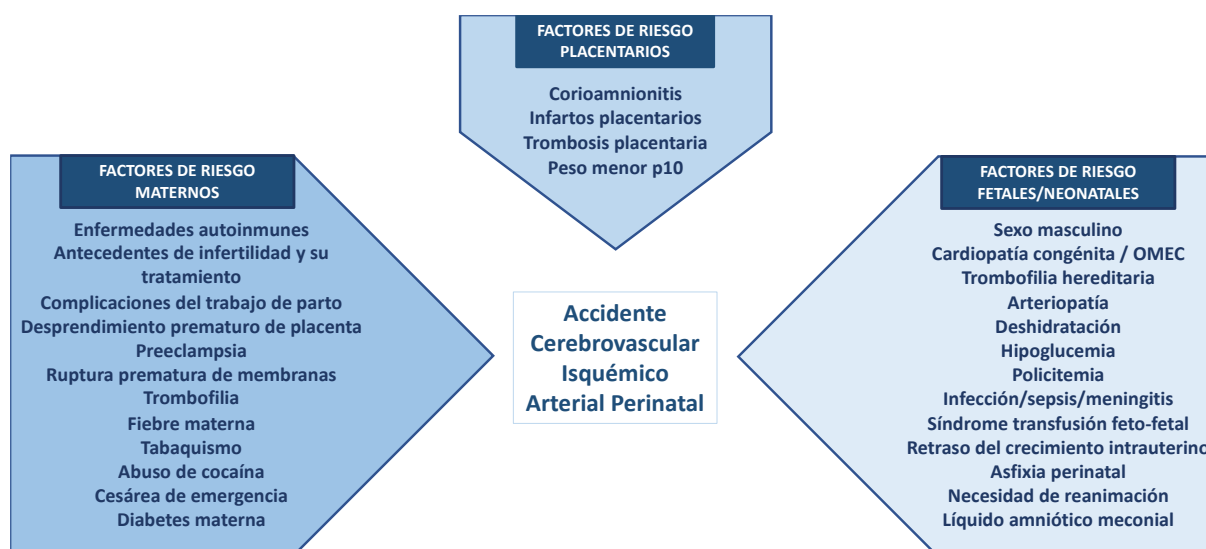 FACTORES DE RIESGO
PLACENTARIOS
Corioamnionitis
Infartos placentarios
Trombosis placentaria
Peso menor p10
FACTORES DE RIESGO
MATERNOS
Enfermedades autoinmunes
Antecedentes de infertilidad y su
tratamiento
Complicaciones del trabajo de parto
Desprendimiento prematuro de placenta
Preeclampsia
Ruptura prematura de membranas
Trombofilia
Fiebre materna
Tabaquismo
Abuso de cocaína
Cesárea de emergencia
Diabetes materna
Accidente
Cerebrovascular
Isquémico
Arterial Perinatal
FACTORES DE RIESGO
FETALES/NEONATALES
Sexo masculino
Cardiopatía congénita / OMEC
Trombofilia hereditaria
Arteriopatía
Deshidratación
Hipoglucemia
Policitemia
Infección/sepsis/meningitis
Síndrome transfusión feto-fetal
Retraso del crecimiento intrauterino
Asfixia perinatal
Necesidad de reanimación
Líquido amniótico meconial